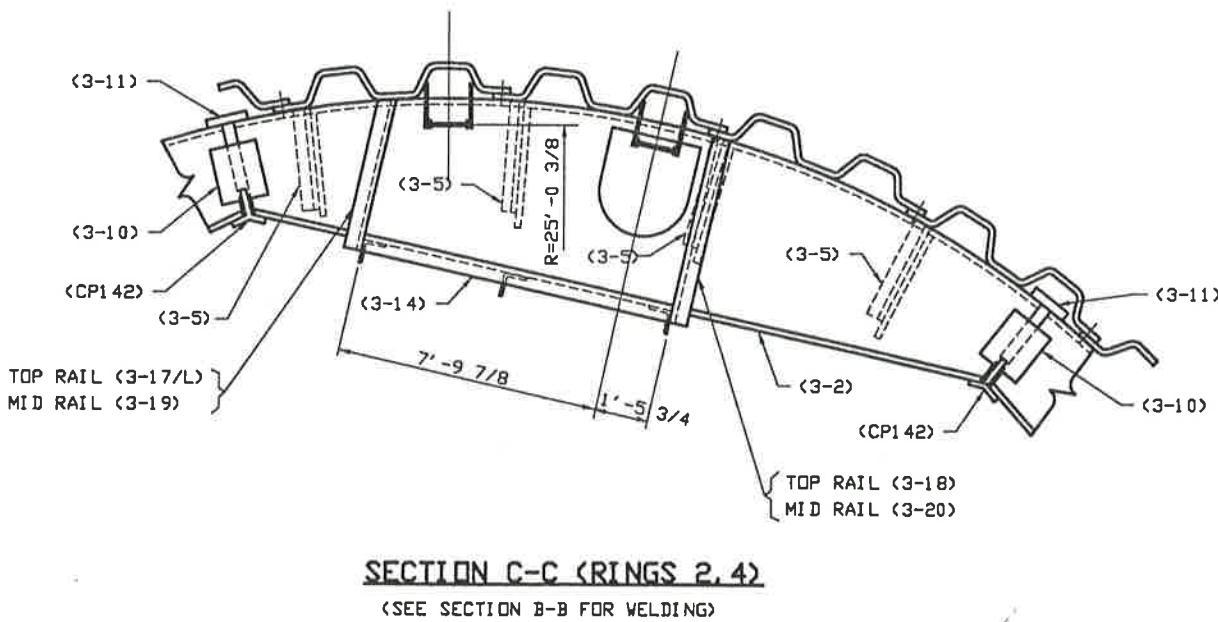 (3-11)
(3-10)
(CP142)
(3-5)
TOP RAIL (3-17/L)
MID RAIL (3-19)
(3-5)
R=25'-0 3/8
(3-5)
(3-14)
7'-9 7/8
1'-5 3/4
(3-5)
(3-11)
(3-2)
(3-10)
(CP142)
TOP RAIL (3-18)
MID RAIL (3-20)
SECTION C-C (RINGS 2,4)
(SEE SECTION B-B FOR WELDING)